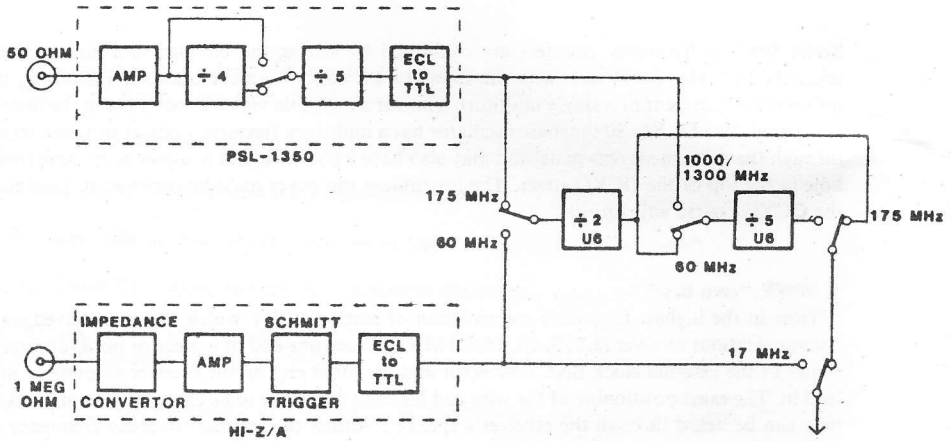 50 OHM
AMP
÷ 4
÷ 5
ECL
to
TTL
PSL-1350
1000/
1300 MHz
175 MHz
÷ 2
U6
÷ 5
U6
175 MHz
60 MHz
60 MHz
IMPEDANCE
CONVERTOR
AMP
SCHMITT
TRIGGER
ECL
to
TTL
17 MHz
1 MEG
OHM
HI-Z/A